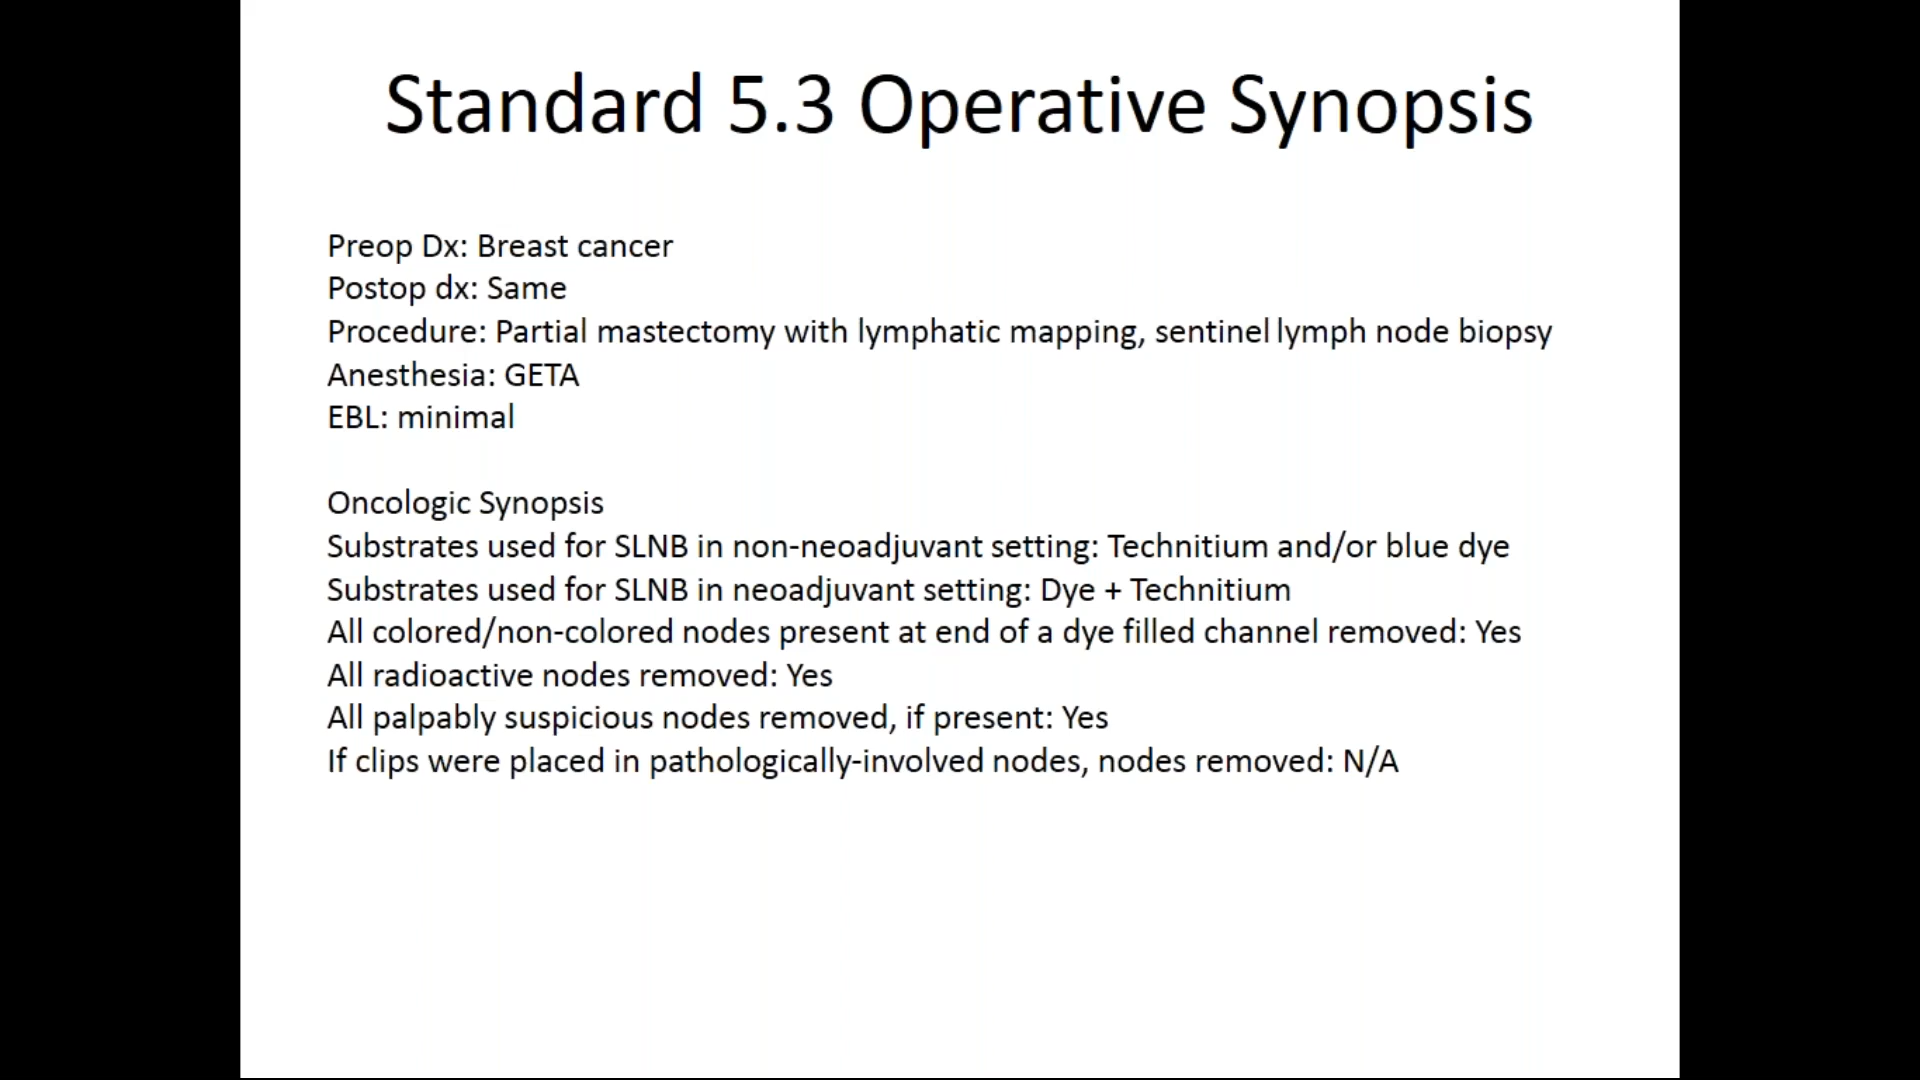 Standard 5.3 Operative Synopsis
Preop Dx: Breast cancer
Postop dx: Same
Procedure: Partial mastectomy with lymphatic mapping, sentinel lymph node biopsy
Anesthesia: GETA
EBL: minimal
Oncologic Synopsis
Substrates used for SLNB in non-neoadjuvant setting: Technitium and/or blue dye
Substrates used for SLNB in neoadjuvant setting: Dye + Technitium
All colored/non-colored nodes present at end of a dye filled channel removed: Yes
All radioactive nodes removed: Yes
All palpably suspicious nodes removed, if present: Yes
If clips were placed in pathologically-involved nodes, nodes removed: N/A